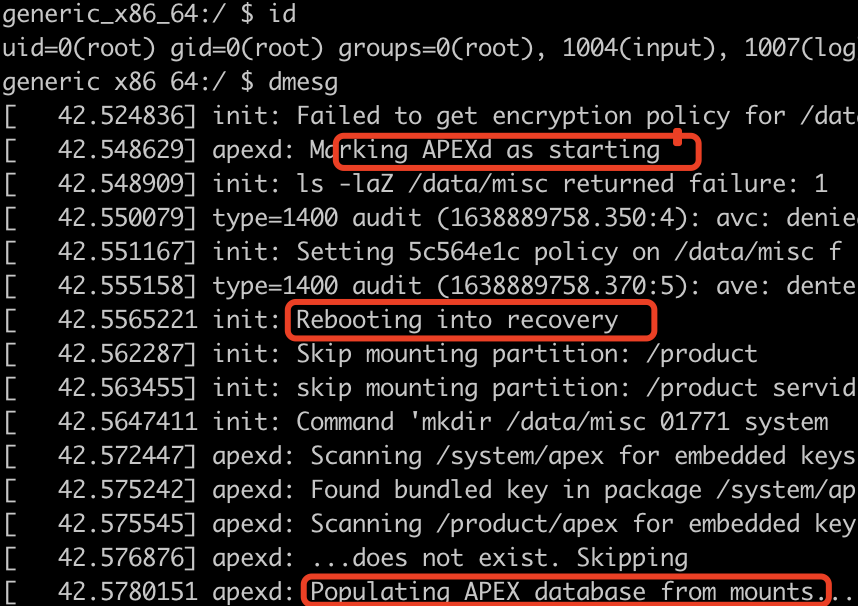 generic_x86_64:/ $ id
uid=0(root) gid=0(root) groups=0(root), 1004(input), 1007(log
generic x86 64:/ $ dmesg
[   42.524836] init: Failed to get encryption policy for /data
[   42.548629] apexd: Marking APEXd as starting
[   42.548909] init: ls -laZ /data/misc returned failure: 1
[   42.550079] type=1400 audit (1638889758.350:4): avc: denied
[   42.551167] init: Setting 5c564e1c policy on /data/misc f
[   42.555158] type=1400 audit (1638889758.370:5): ave: dente
[   42.5565221 init: Rebooting into recovery
[   42.562287] init: Skip mounting partition: /product
[   42.563455] init: skip mounting partition: /product servid
[   42.5647411 init: Command 'mkdir /data/misc 01771 system
[   42.572447] apexd: Scanning /system/apex for embedded keys
[   42.575242] apexd: Found bundled key in package /system/ap
[   42.575545] apexd: Scanning /product/apex for embedded key
[   42.576876] apexd: ...does not exist. Skipping
[   42.5780151 apexd: Populating APEX database from mounts...